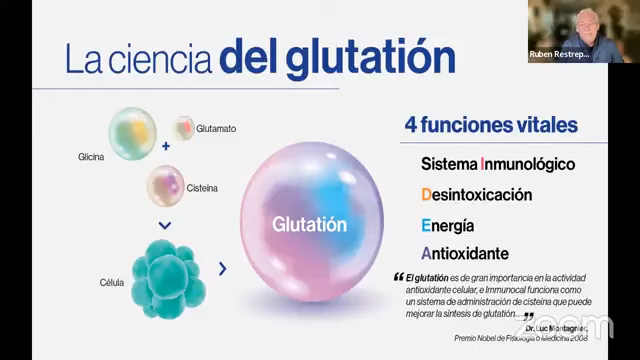 Ruben Restrep...
La ciencia del glutatión
Glicina
+
Glutamato
Cisteína
Célula
Glutatión
4 funciones vitales
Sistema Inmunológico
Desintoxicación
Energía
Antioxidante
“ El glutatión es de gran importancia en la actividad
antioxidante celular, e Immunocal funciona como
un sistema de administración de cisteína que puede
mejorar la síntesis de glutatión... ”
Dr. Luc Montagnier,
Premio Nobel de Fisiología o Medicina 2008
zoom